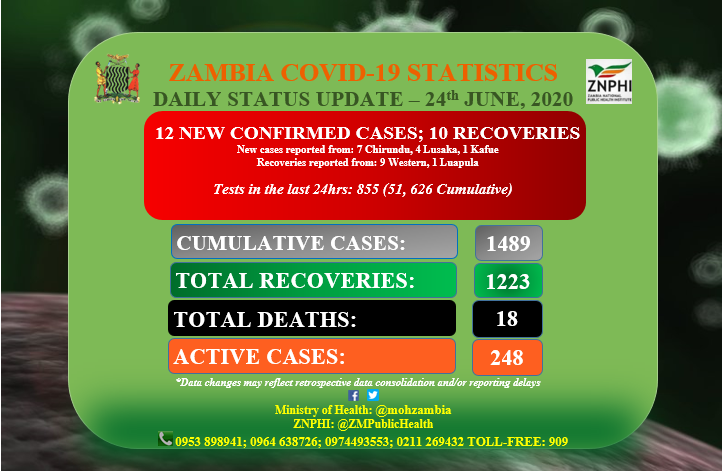 ZAMBIA COVID-19 STATISTICS
ZNPHI
ZAMBIA NATIONAL
PUBLIC HEALTH INSTITUTE
DAILY STATUS UPDATE – 24th JUNE, 2020
12 NEW CONFIRMED CASES; 10 RECOVERIES
New cases reported from: 7 Chirundu, 4 Lusaka, 1 Kafue
Recoveries reported from: 9 Western, 1 Luapula
Tests in the last 24hrs: 855 (51, 626 Cumulative)
CUMULATIVE CASES: 1489
TOTAL RECOVERIES: 1223
TOTAL DEATHS: 18
ACTIVE CASES: 248
*Data changes may reflect retrospective data consolidation and/or reporting delays
Ministry of Health: @mohzambia
ZNPHI: @ZMPublicHealth
0953 898941; 0964 638726; 0974493553; 0211 269432 TOLL-FREE: 909